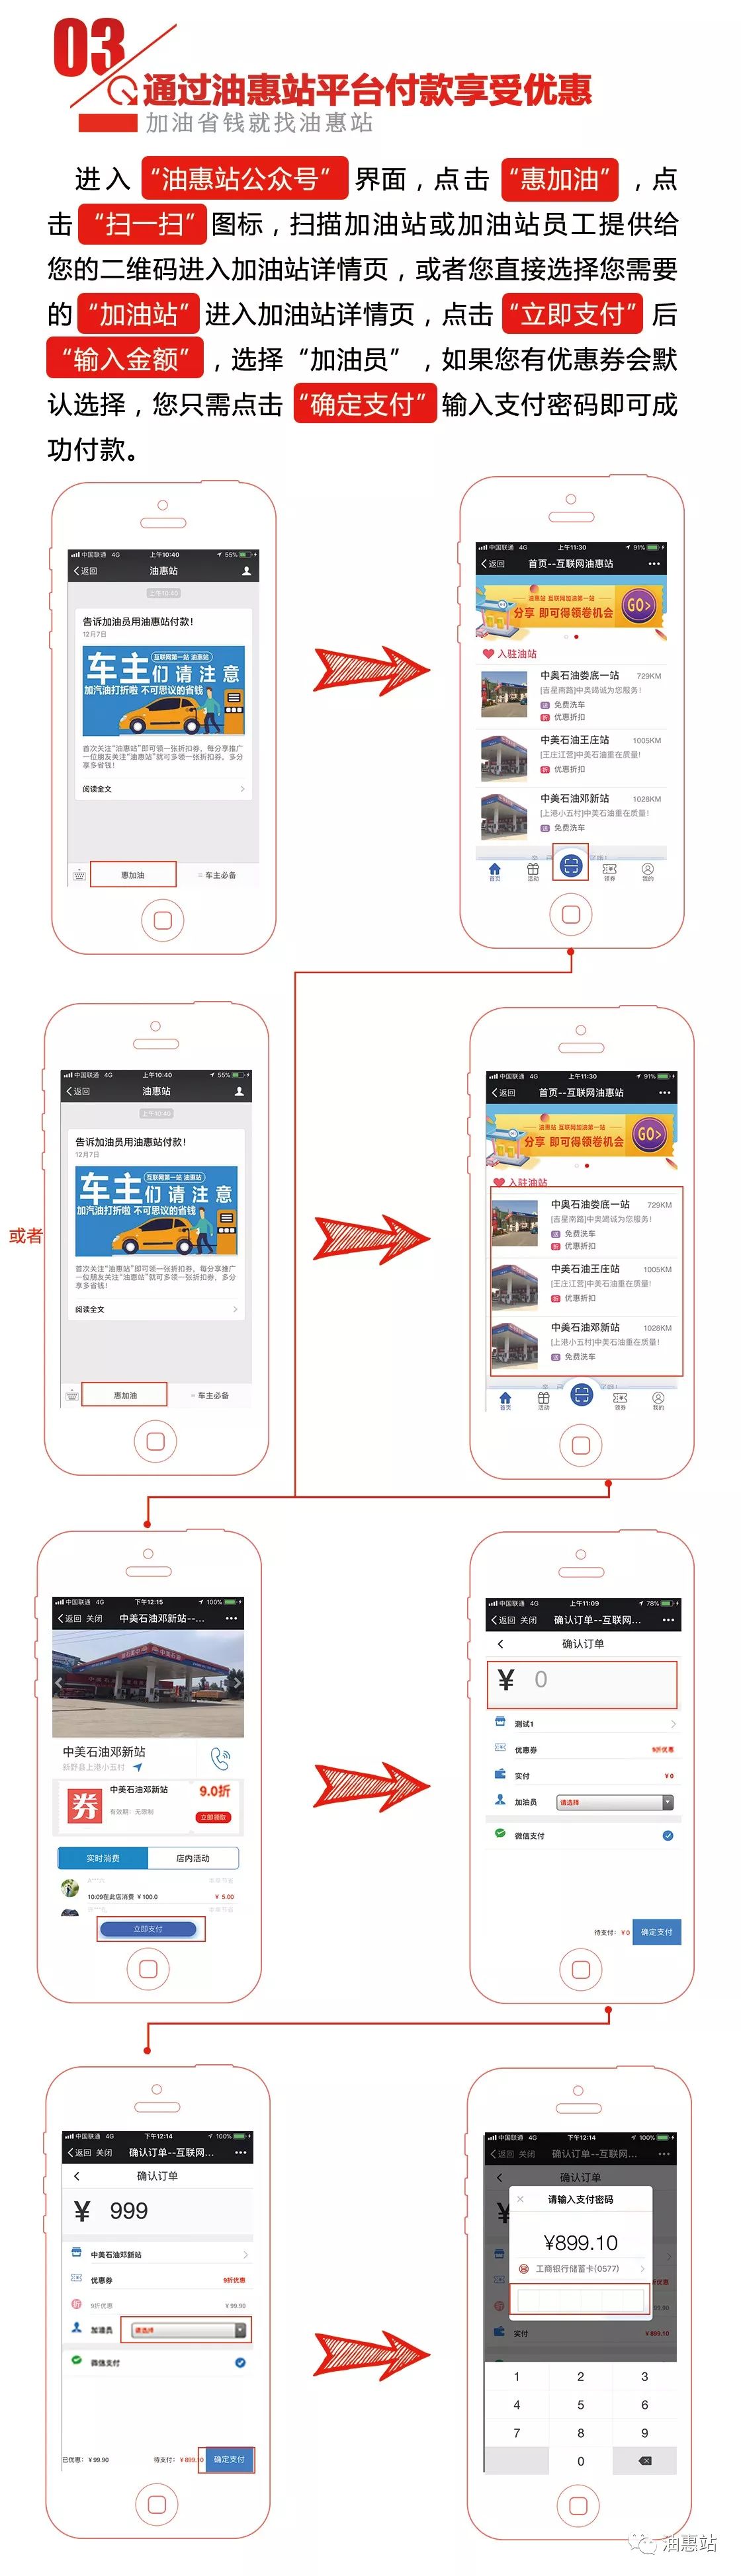 03
通过油惠站平台付款享受优惠
加油省钱就找油惠站
进入“油惠站公众号”界面，点击“惠加油”，点
击“扫一扫”图标，扫描加油站或加油站员工提供给
您的二维码进入加油站详情页，或者您直接选择您需要
的“加油站”进入加油站详情页，点击“立即支付”后
“输入金额”，选择“加油员”，如果您有优惠券会默
认选择，您只需点击“确定支付”输入支付密码即可成
功付款。
中国联通 4G 上午10:40 55%
返回 油惠站
上午10:40
告诉加油员用油惠站付款！
12月7日
互联网第一站 油惠站
车主们请注意
加汽油打折啦 不可思议的省钱
首次关注“油惠站”即可领一张折扣券，每分享推广
一位朋友关注“油惠站”就可多领一张折扣券，多分
享多省钱！
阅读全文
惠加油 车主必备
中国联通 4G 上午11:30 91%
返回 首页--互联网油惠站
油惠站 互联网加油第一站
分享 即可得领卷机会 GO>
入驻油站
中奥石油娄底一站 729KM
[吉星南路]中奥竭诚为您服务！
送 免费洗车
折 优惠折扣
中美石油王庄站 1005KM
[王庄江营]中美石油重在质量！
折 优惠折扣
中美石油邓新站 1028KM
[上港小五村]中美石油重在质量！
送 免费洗车
首页 活动 领券 我的
或者
中国联通 4G 上午10:40 55%
返回 油惠站
上午10:40
告诉加油员用油惠站付款！
12月7日
互联网第一站 油惠站
车主们请注意
加汽油打折啦 不可思议的省钱
首次关注“油惠站”即可领一张折扣券，每分享推广
一位朋友关注“油惠站”就可多领一张折扣券，多分
享多省钱！
阅读全文
惠加油 车主必备
中国联通 4G 上午11:30 91%
返回 首页--互联网油惠站
油惠站 互联网加油第一站
分享 即可得领卷机会 GO>
入驻油站
中奥石油娄底一站 729KM
[吉星南路]中奥竭诚为您服务！
送 免费洗车
折 优惠折扣
中美石油王庄站 1005KM
[王庄江营]中美石油重在质量！
折 优惠折扣
中美石油邓新站 1028KM
[上港小五村]中美石油重在质量！
送 免费洗车
首页 活动 领券 我的
中国联通 4G 下午12:15 100%
返回 关闭 中美石油邓新站--...
中美石油邓新站
新野县上港小五村
券
中美石油邓新站 9.0折
有效期：无限制 立即领取
实时消费 店内活动
10:09在此店消费 ¥100.0 ¥ 5.00
立即支付
中国联通 4G 上午11:09 78%
返回 关闭 确认订单--互联网...
确认订单
¥ 0
测试1
优惠券 9折优惠
实付 ¥0
加油员 请选择
微信支付
待支付：¥0 确定支付
中国联通 4G 下午12:14 100%
返回 关闭 确认订单--互联网...
确认订单
¥ 999
中美石油邓新站
优惠券 9折优惠
折 9折优惠 ¥99.90
加油员 请选择
微信支付
已优惠：¥99.90 待支付：¥899.10 确定支付
中国联通 4G 下午12:14 100%
返回 关闭 确认订单--互联网...
确认订单
请输入支付密码
¥899.10
工商银行储蓄卡(0577)
实付 ¥899.10
1 2 3
4 5 6
7 8 9
0
油惠站